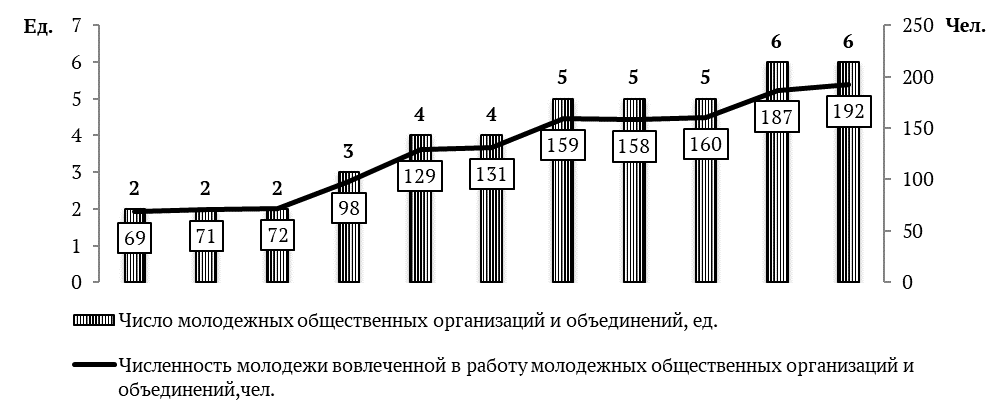 Ед.
7
6
5
4
3
2
1
0
2 2 2 3 4 4 5 5 5 6 6
69 71 72 98 129 131 159 158 160 187 192
Чел.
250
200
150
100
50
0
Число молодежных общественных организаций и объединений, ед.
Численность молодежи вовлеченной в работу молодежных общественных организаций и
объединений,чел.